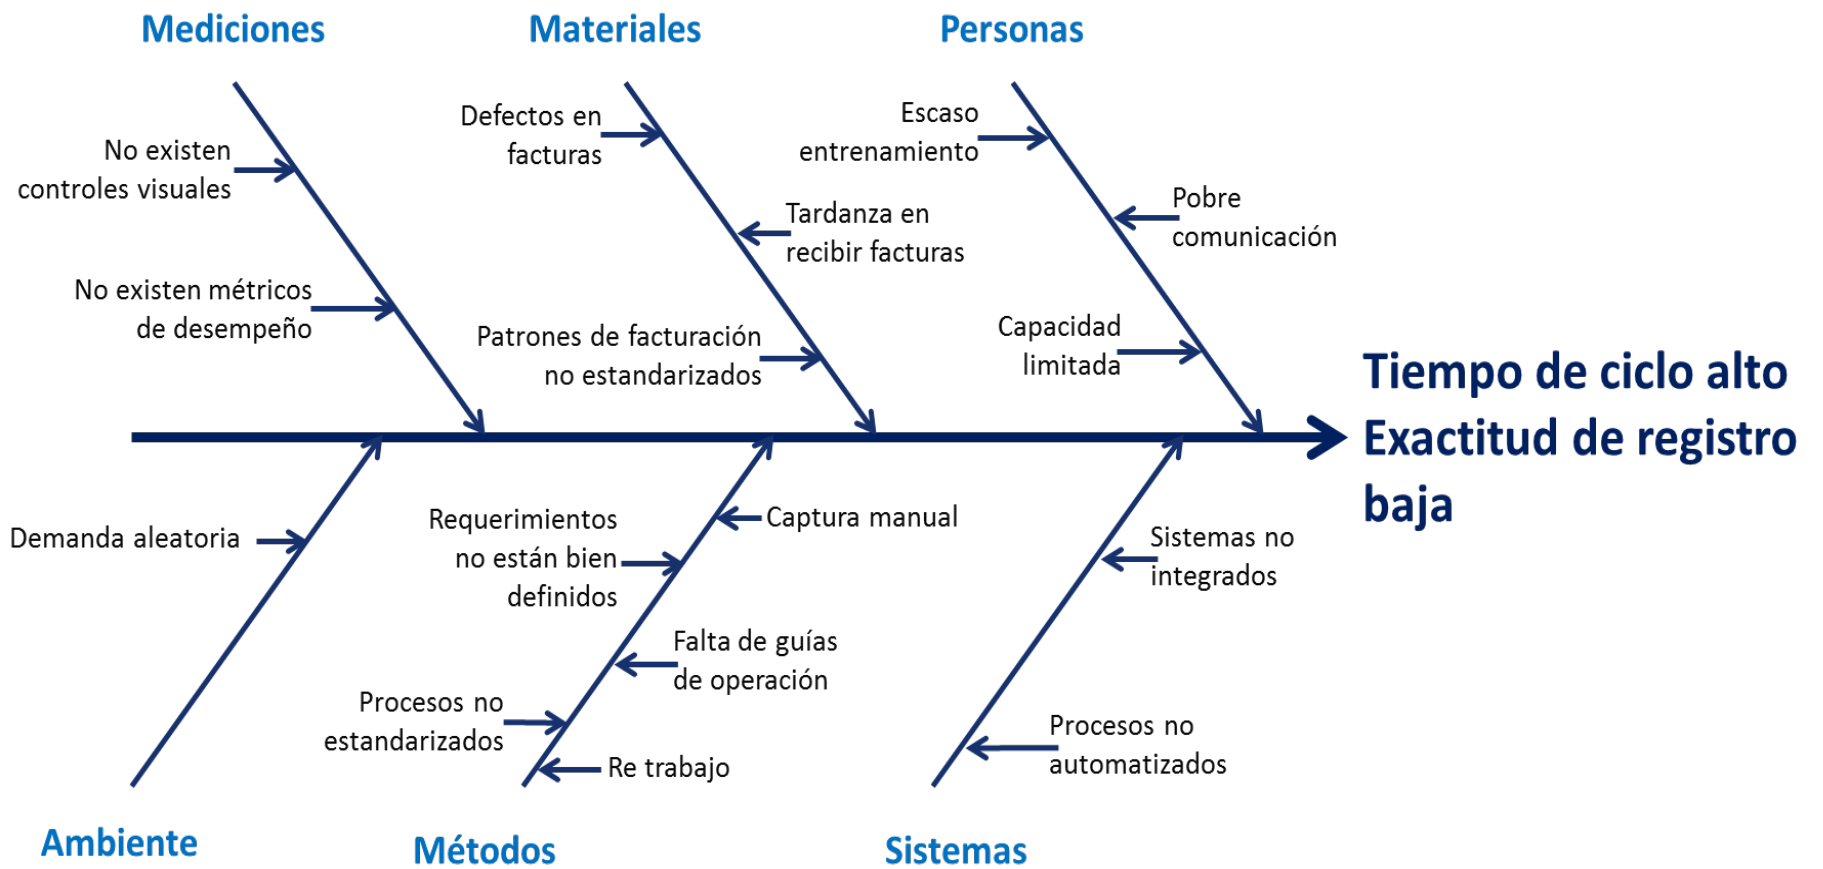 Mediciones
Materiales
Personas
No existen
controles visuales
No existen métricos
de desempeño
Defectos en
facturas
Tardanza en
recibir facturas
Patrones de facturación
no estandarizados
Escaso
entrenamiento
Pobre
comunicación
Capacidad
limitada
Tiempo de ciclo alto
Exactitud de registro
baja
Demanda aleatoria
Requerimientos
no están bien
definidos
Captura manual
Falta de guías
de operación
Procesos no
estandarizados
Re trabajo
Sistemas no
integrados
Procesos no
automatizados
Ambiente
Métodos
Sistemas